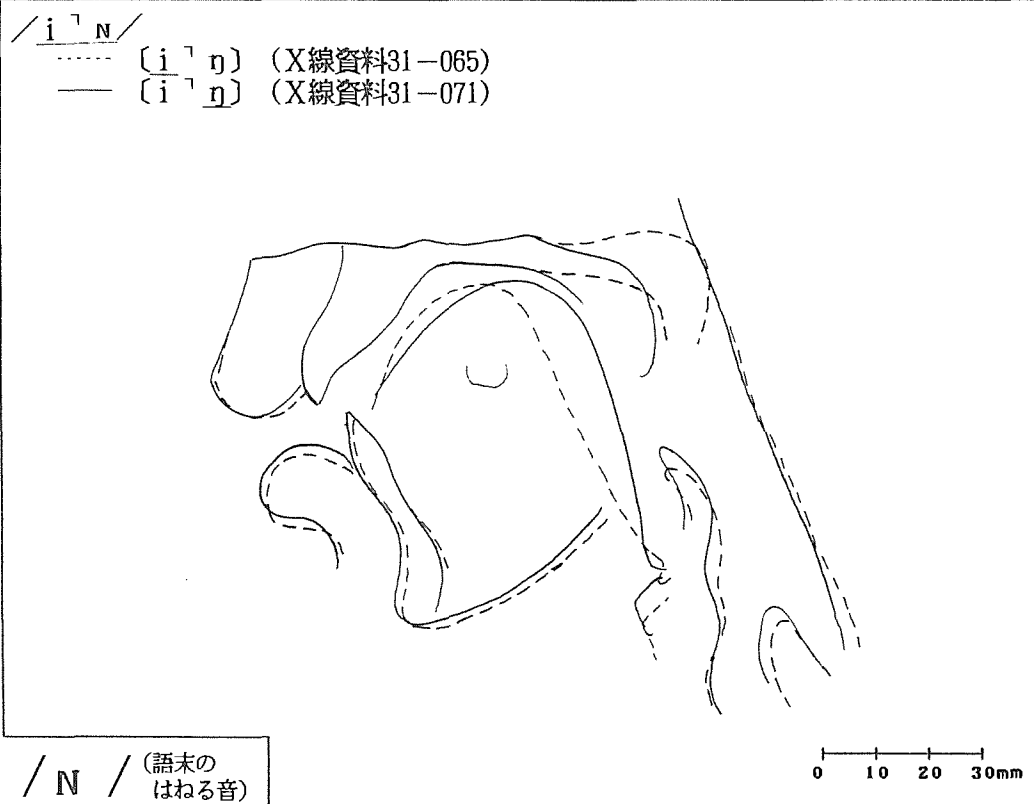 /i ꜒ N/
〔i ꜒ ŋ〕 (X線資料31-065)
〔i ꜒ ŋ〕 (X線資料31-071)
0 10 20 30mm
/ N / (語末の
はねる音)